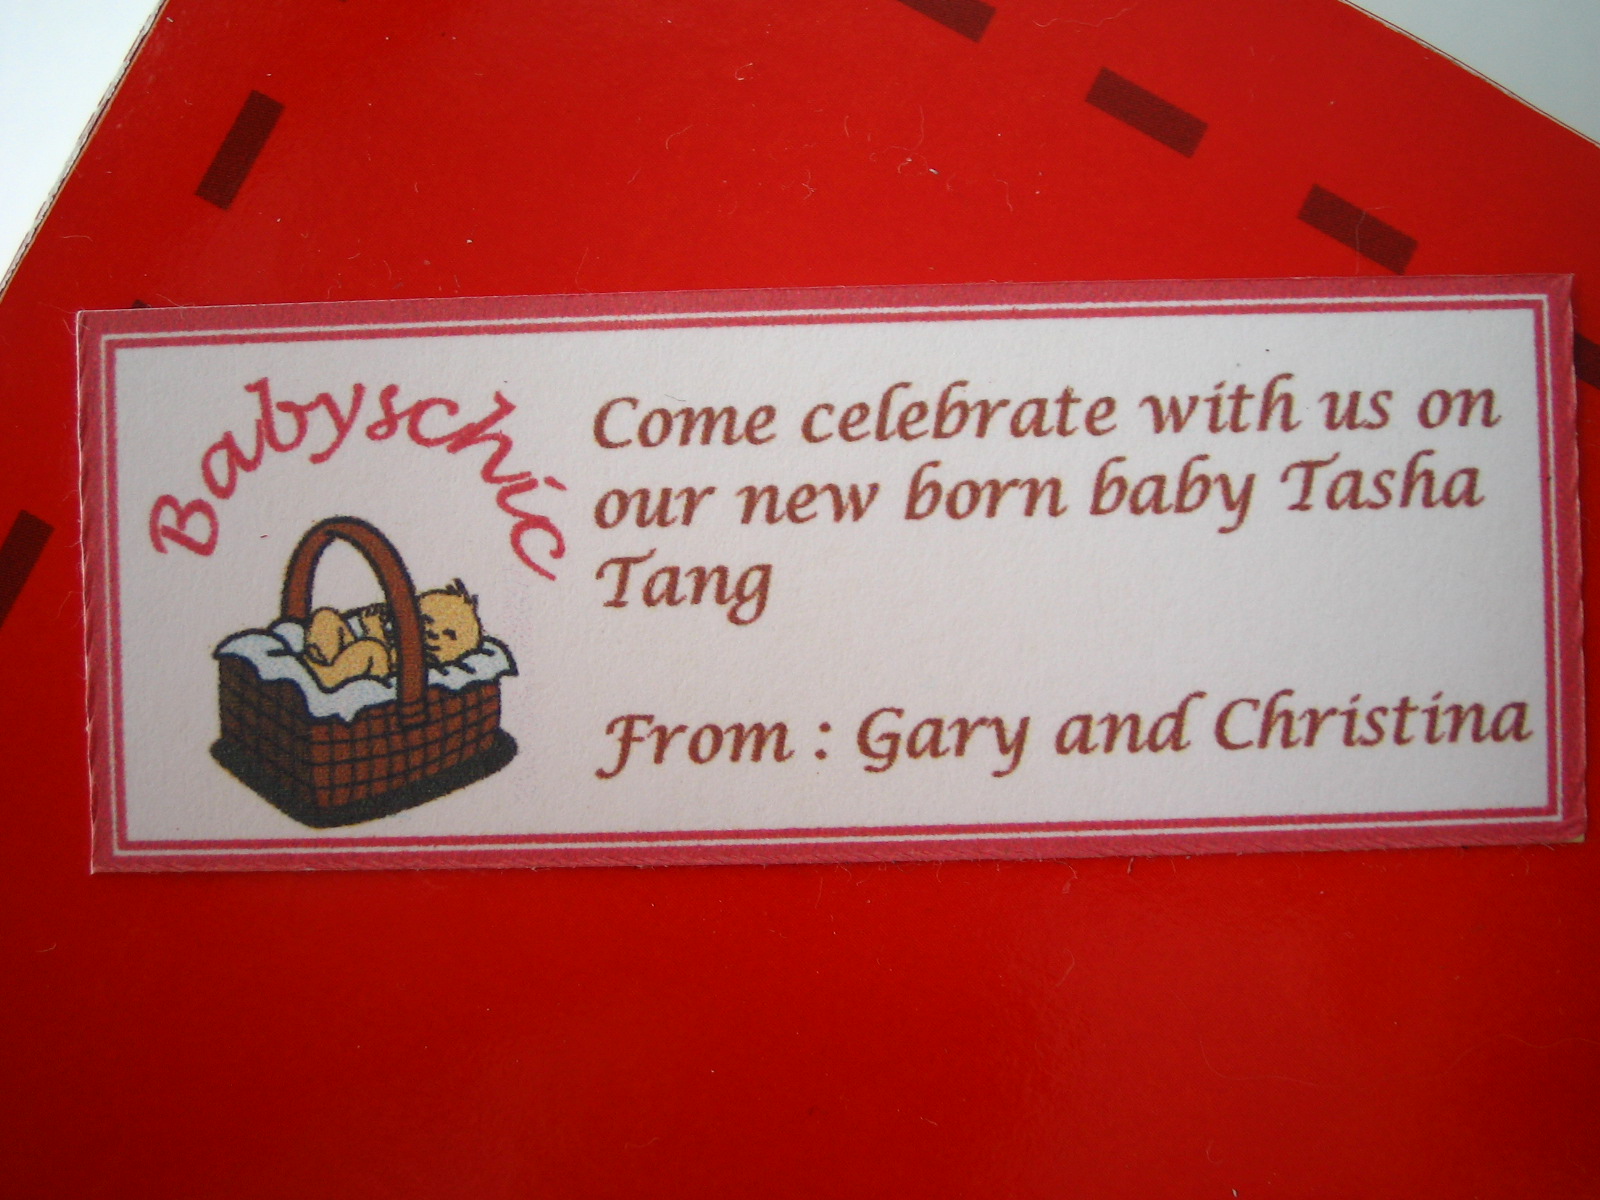 Babyschic
Come celebrate with us on
our new born baby Tasha
Tang
From : Gary and Christina